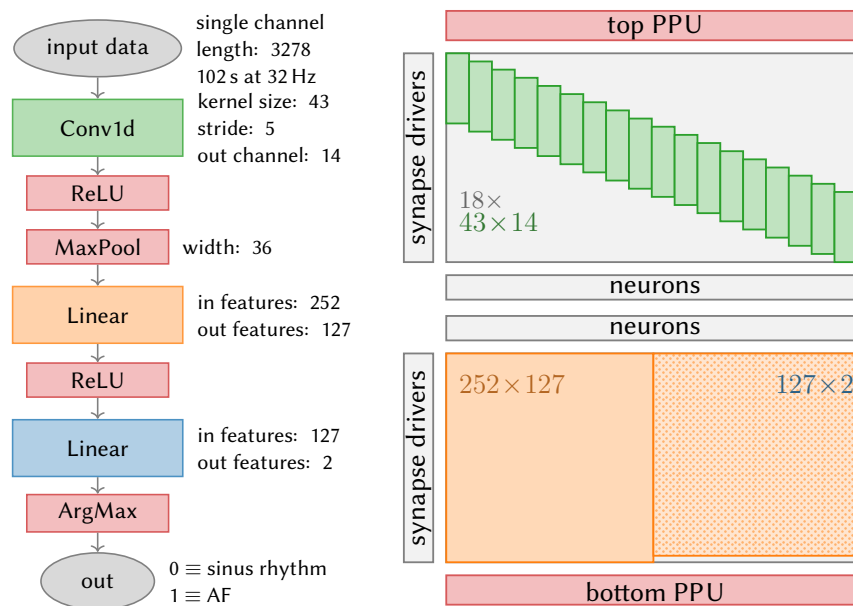 input data
single channel
length: 3278
102 s at 32 Hz
Conv1d
kernel size: 43
stride: 5
out channel: 14
ReLU
MaxPool
width: 36
Linear
in features: 252
out features: 127
ReLU
Linear
in features: 127
out features: 2
ArgMax
out
0 ≡ sinus rhythm
1 ≡ AF
top PPU
synapse drivers
18×
43×14
neurons
neurons
synapse drivers
252×127
127×2
bottom PPU